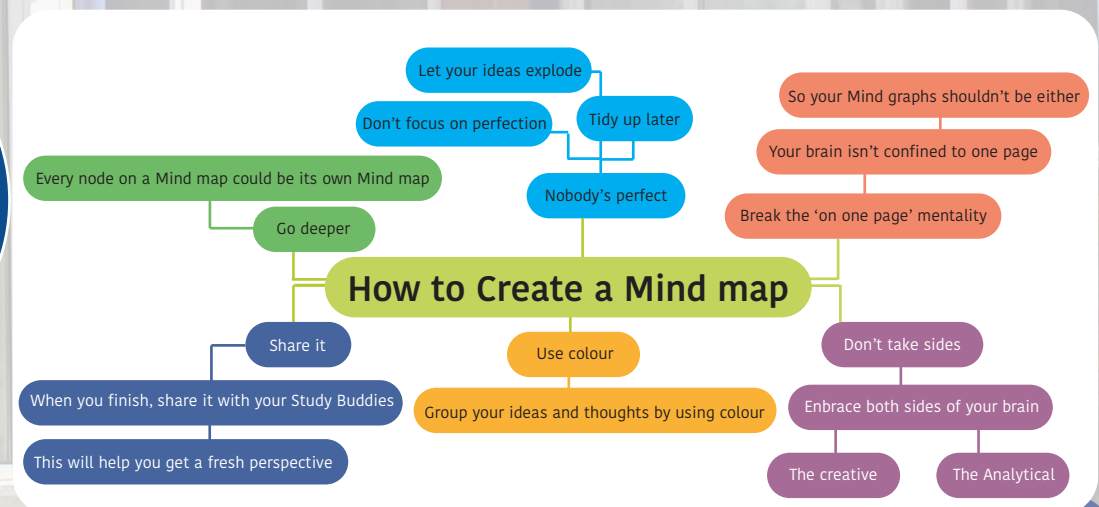 Let your ideas explode
Don't focus on perfection
Tidy up later
Nobody's perfect
So your Mind graphs shouldn't be either
Your brain isn't confined to one page
Break the 'on one page' mentality
Every node on a Mind map could be its own Mind map
Go deeper
How to Create a Mind map
Share it
When you finish, share it with your Study Buddies
This will help you get a fresh perspective
Use colour
Group your ideas and thoughts by using colour
Don't take sides
Enbrace both sides of your brain
The creative
The Analytical